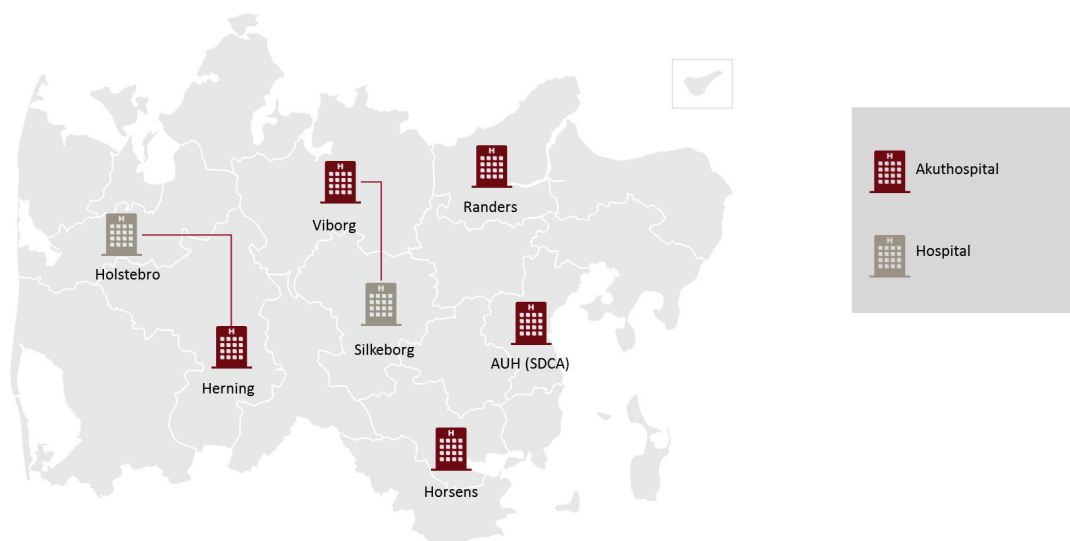 H
Akuthospital
H
Randers
H
Viborg
H
Holstebro
H
Hospital
H
Silkeborg
H
AUH (SDCA)
H
Herning
H
Horsens
H